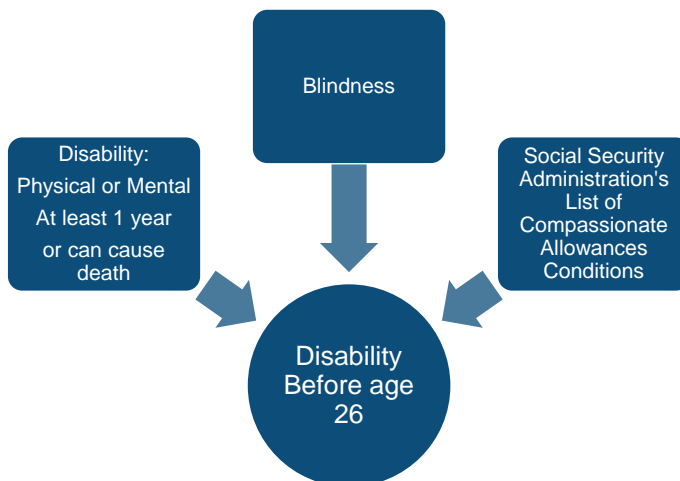 Blindness
Disability:
Physical or Mental
At least 1 year
or can cause
death
Social Security
Administration's
List of
Compassionate
Allowances
Conditions
Disability
Before age
26